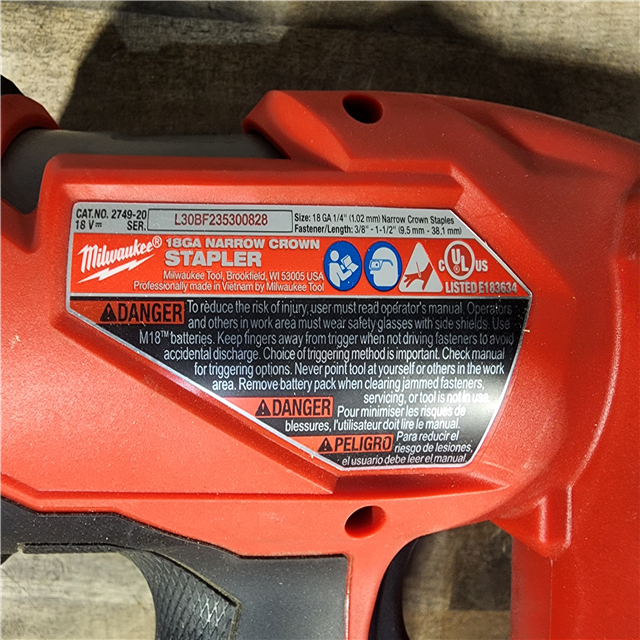 CAT.NO. 2749-20
18 V⎓ SER. L30BF235300828
Size: 18 GA 1/4" (1.02 mm) Narrow Crown Staples
Fastener/Length: 3/8" - 1-1/2" (9.5 mm - 38.1 mm)
Milwaukee®
18GA NARROW CROWN
STAPLER
Milwaukee Tool, Brookfield, WI 53005 USA
Professionally made in Vietnam by Milwaukee Tool
C UL US
LISTED E183634
DANGER To reduce the risk of injury, user must read operator's manual. Operators
and others in work area must wear safety glasses with side shields. Use
M18™ batteries. Keep fingers away from trigger when not driving fasteners to avoid
accidental discharge. Choice of triggering method is important. Check manual
for triggering options. Never point tool at yourself or others in the work
area. Remove battery pack when clearing jammed fasteners,
servicing, or tool is not in use.
DANGER Pour minimiser les risques de
blessures, l'utilisateur doit lire le manuel.
PELIGRO Para reducir el
riesgo de lesiones,
el usuario debe leer el manual.